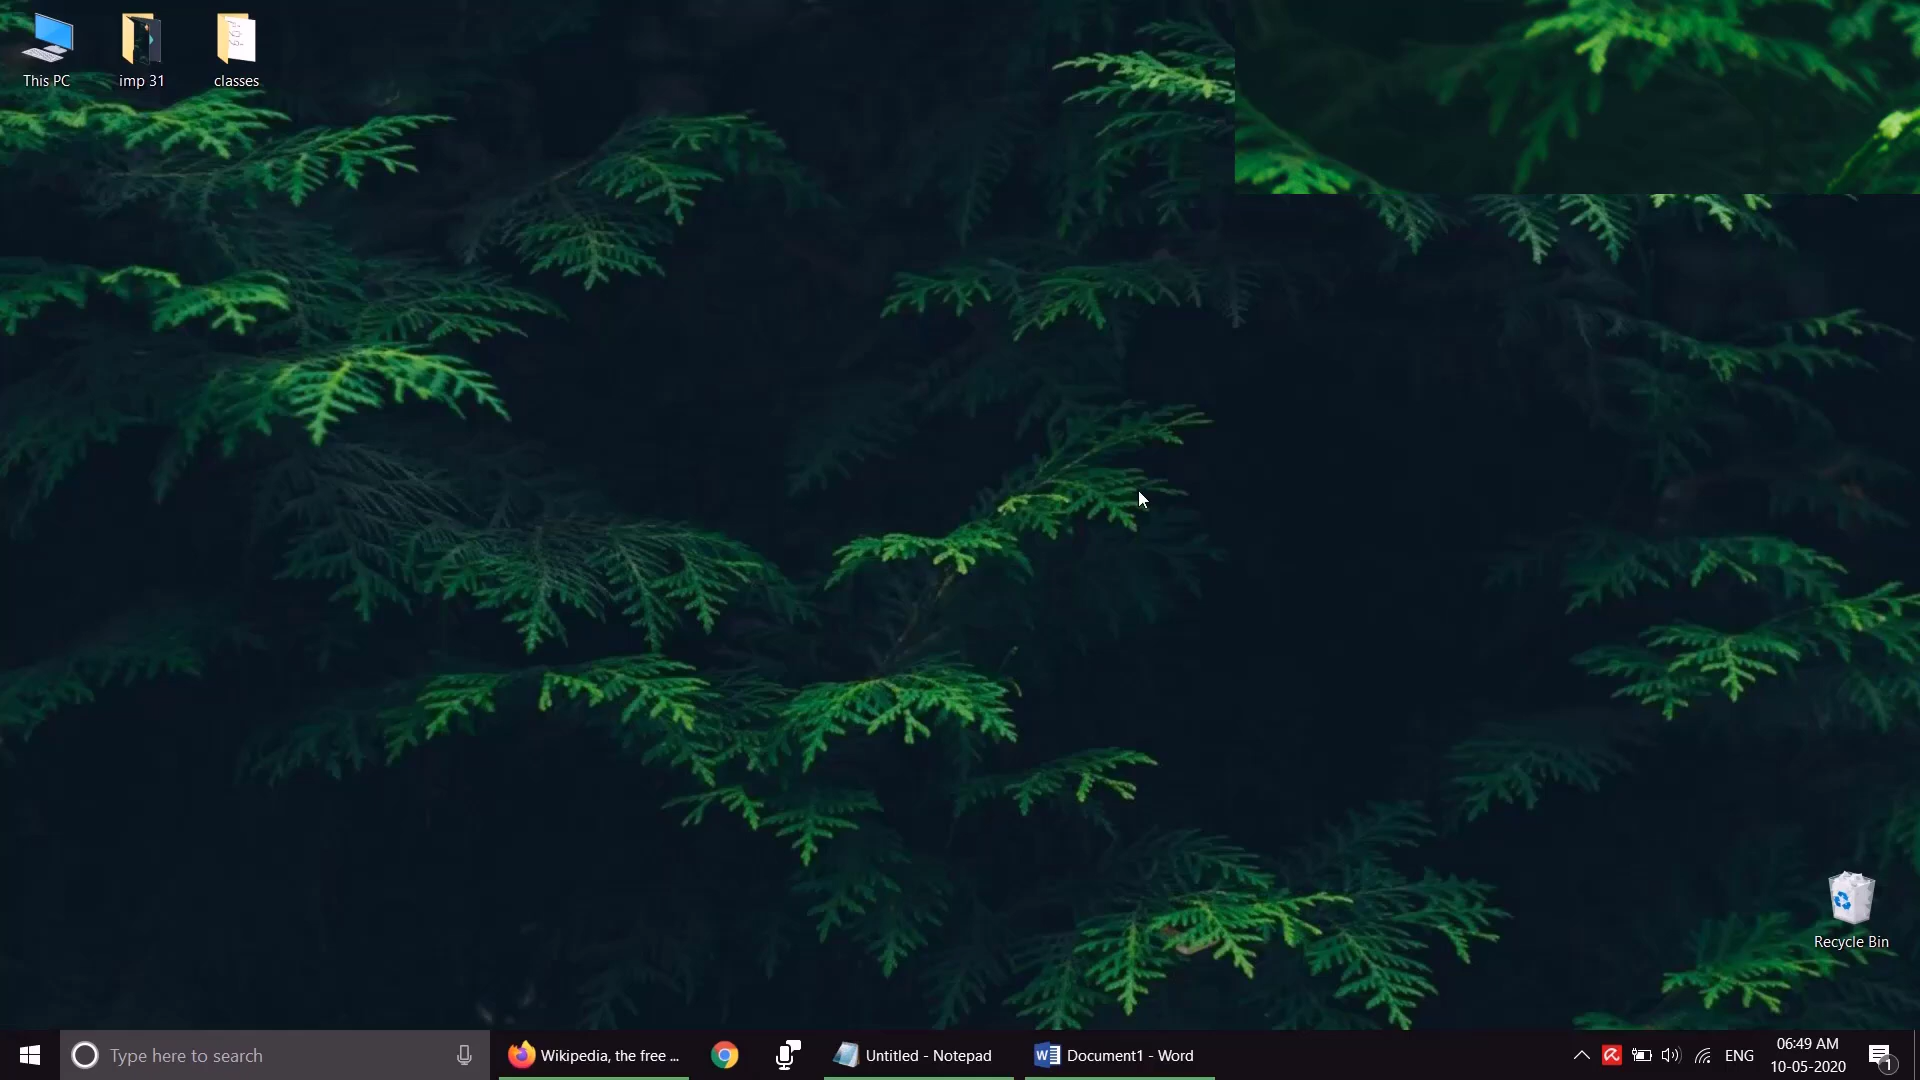 This PC
imp 31
classes
Recycle Bin
Type here to search
Wikipedia, the free ...
Untitled - Notepad
Document1 - Word
ENG
06:49 AM
10-05-2020
1